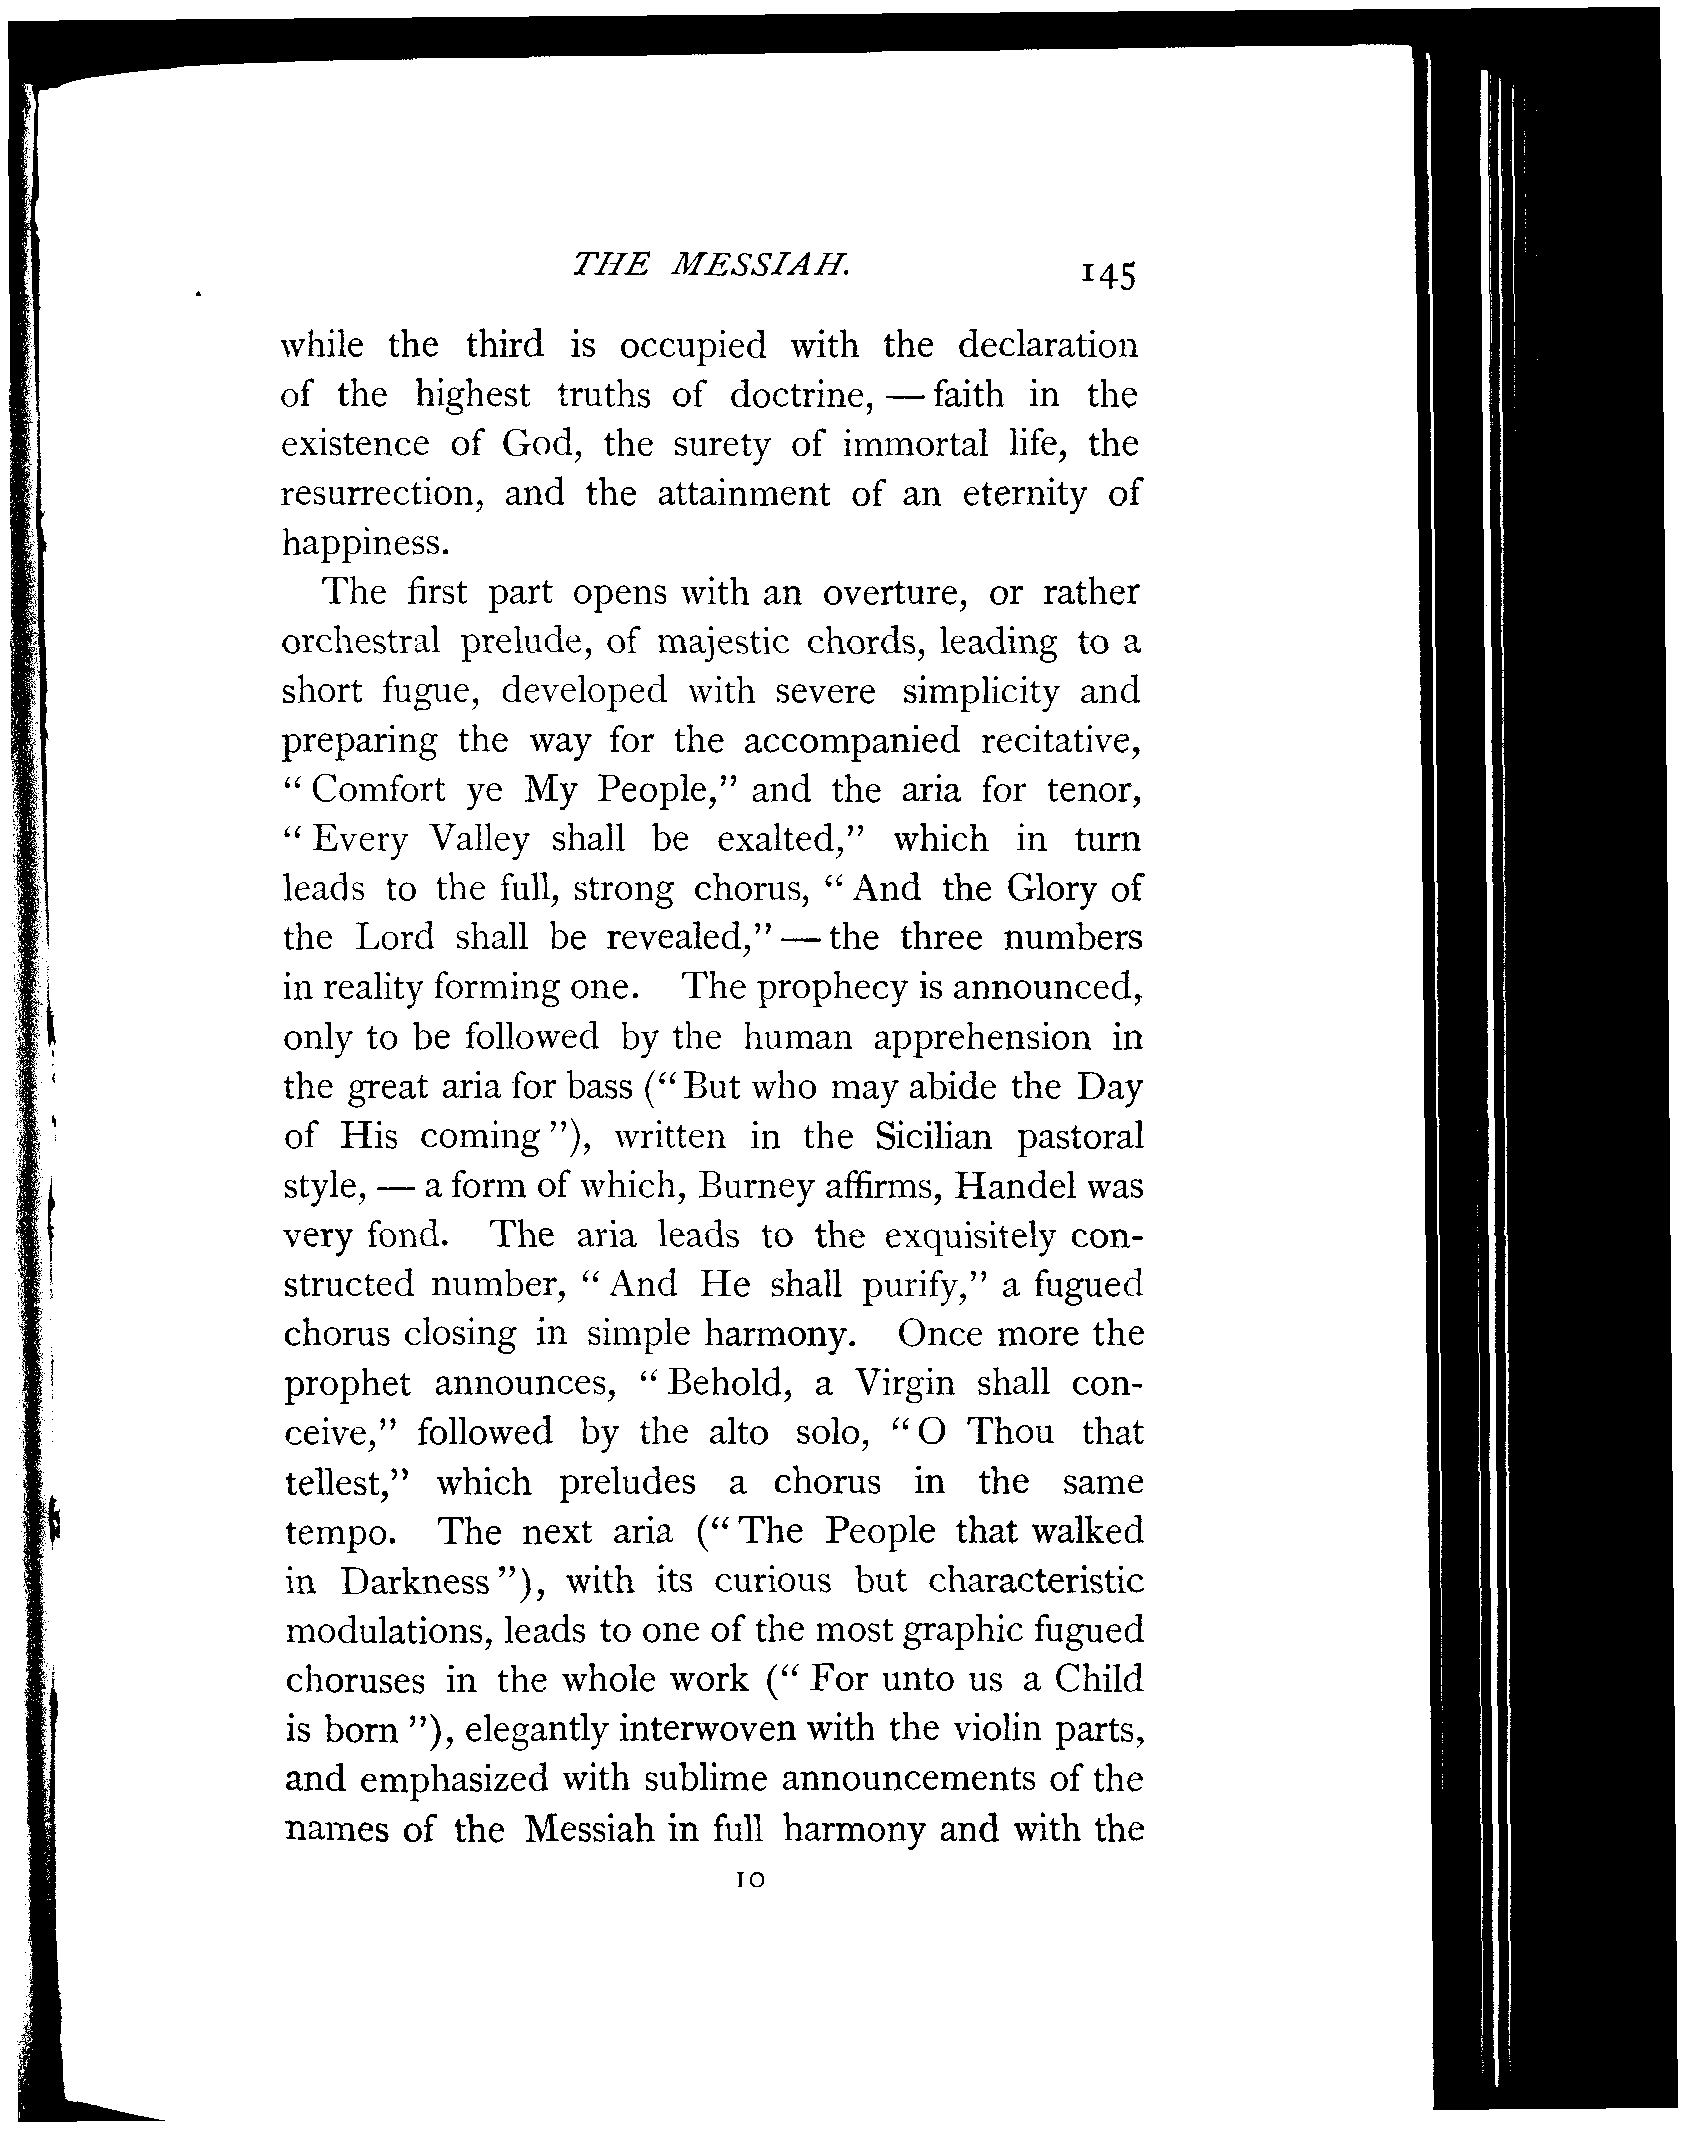 THE MESSIAH. 145
while the third is occupied with the declaration
of the highest truths of doctrine, — faith in the
existence of God, the surety of immortal life, the
resurrection, and the attainment of an eternity of
happiness.
The first part opens with an overture, or rather
orchestral prelude, of majestic chords, leading to a
short fugue, developed with severe simplicity and
preparing the way for the accompanied recitative,
“ Comfort ye My People,” and the aria for tenor,
“ Every Valley shall be exalted,” which in turn
leads to the full, strong chorus, “ And the Glory of
the Lord shall be revealed,” — the three numbers
in reality forming one. The prophecy is announced,
only to be followed by the human apprehension in
the great aria for bass (“ But who may abide the Day
of His coming ”), written in the Sicilian pastoral
style, — a form of which, Burney affirms, Handel was
very fond. The aria leads to the exquisitely con-
structed number, “ And He shall purify,” a fugued
chorus closing in simple harmony. Once more the
prophet announces, “ Behold, a Virgin shall con-
ceive,” followed by the alto solo, “ O Thou that
tellest,” which preludes a chorus in the same
tempo. The next aria (“ The People that walked
in Darkness ”), with its curious but characteristic
modulations, leads to one of the most graphic fugued
choruses in the whole work (“ For unto us a Child
is born ”), elegantly interwoven with the violin parts,
and emphasized with sublime announcements of the
names of the Messiah in full harmony and with the
10